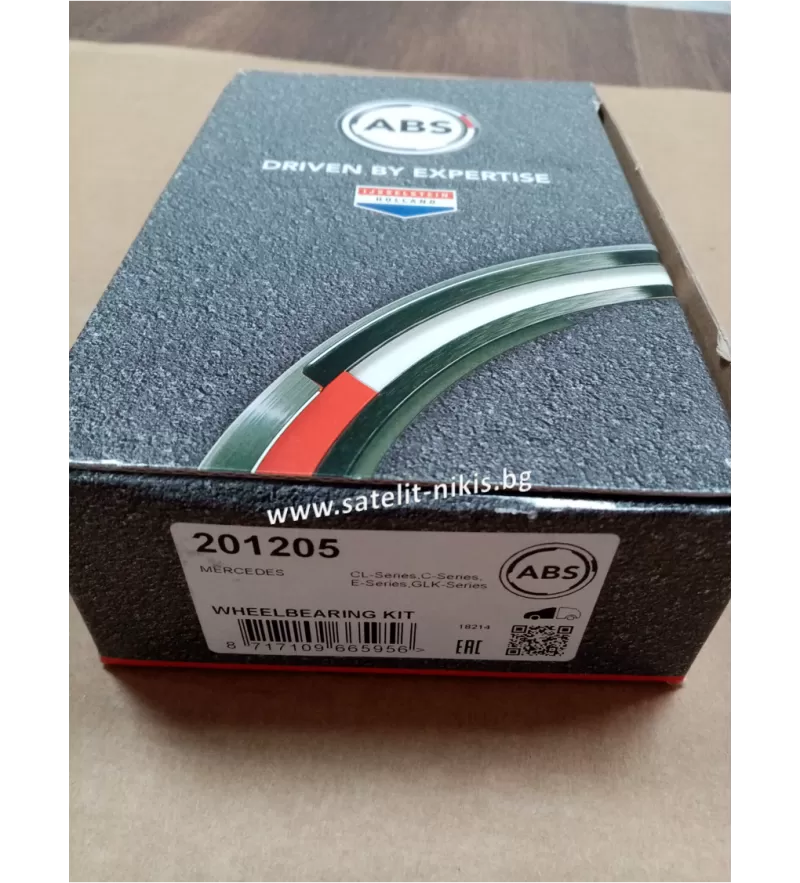 ABS
DRIVEN BY EXPERTISE
IJSSELSTEIN
HOLLAND
www.satelit-nikis.bg
201205
MERCEDES
CL-Series,C-Series,
E-Series,GLK-Series
ABS
WHEELBEARING KIT
18214
EAC
8 717109 665956 >